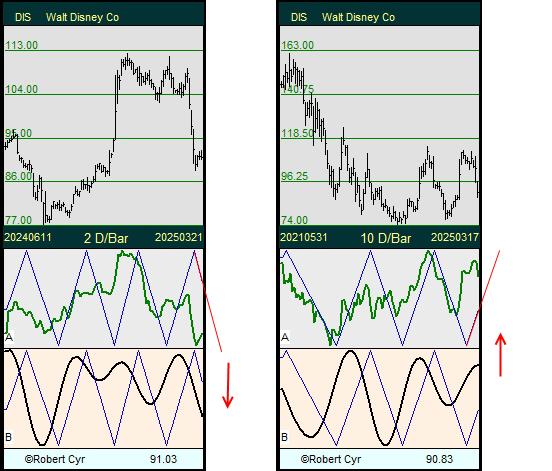 DIS Walt Disney Co
113.00
104.00
95.00
86.00
77.00
20240611 2 D/Bar 20250321
A
B
©Robert Cyr 91.03
DIS Walt Disney Co
163.00
140.75
118.50
96.25
74.00
20210531 10 D/Bar 20250317
A
B
©Robert Cyr 90.83